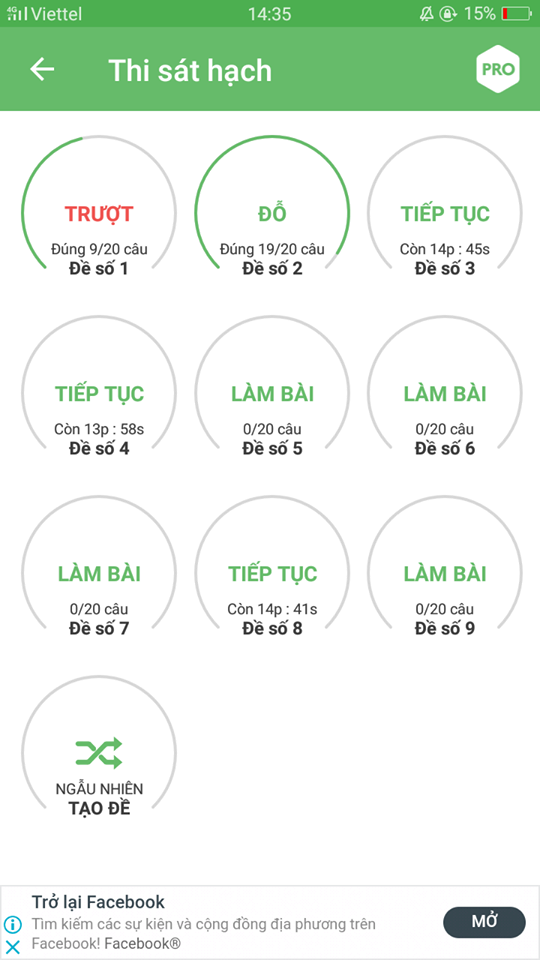 4G Viettel 14:35 15%
Thi sát hạch PRO
TRƯỢT
Đúng 9/20 câu
Đề số 1
ĐỖ
Đúng 19/20 câu
Đề số 2
TIẾP TỤC
Còn 14p : 45s
Đề số 3
TIẾP TỤC
Còn 13p : 58s
Đề số 4
LÀM BÀI
0/20 câu
Đề số 5
LÀM BÀI
0/20 câu
Đề số 6
LÀM BÀI
0/20 câu
Đề số 7
TIẾP TỤC
Còn 14p : 41s
Đề số 8
LÀM BÀI
0/20 câu
Đề số 9
NGẪU NHIÊN
TẠO ĐỀ
Trở lại Facebook
Tìm kiếm các sự kiện và cộng đồng địa phương trên
Facebook! Facebook®
MỞ